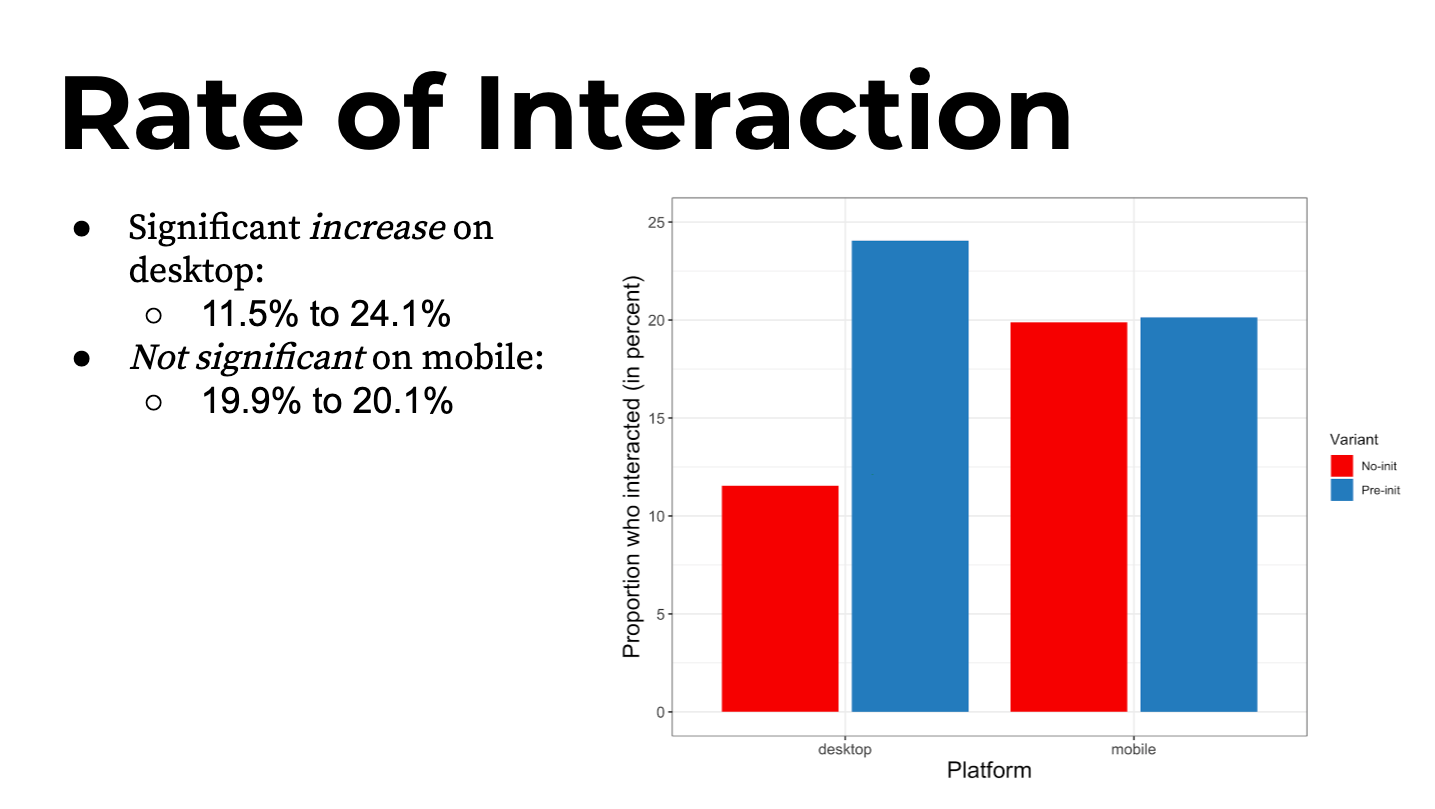 Rate of Interaction
● Significant increase on
desktop:
○ 11.5% to 24.1%
● Not significant on mobile:
○ 19.9% to 20.1%
Proportion who interacted (in percent)
25
20
15
10
5
0
desktop
mobile
Platform
Variant
No-init
Pre-init